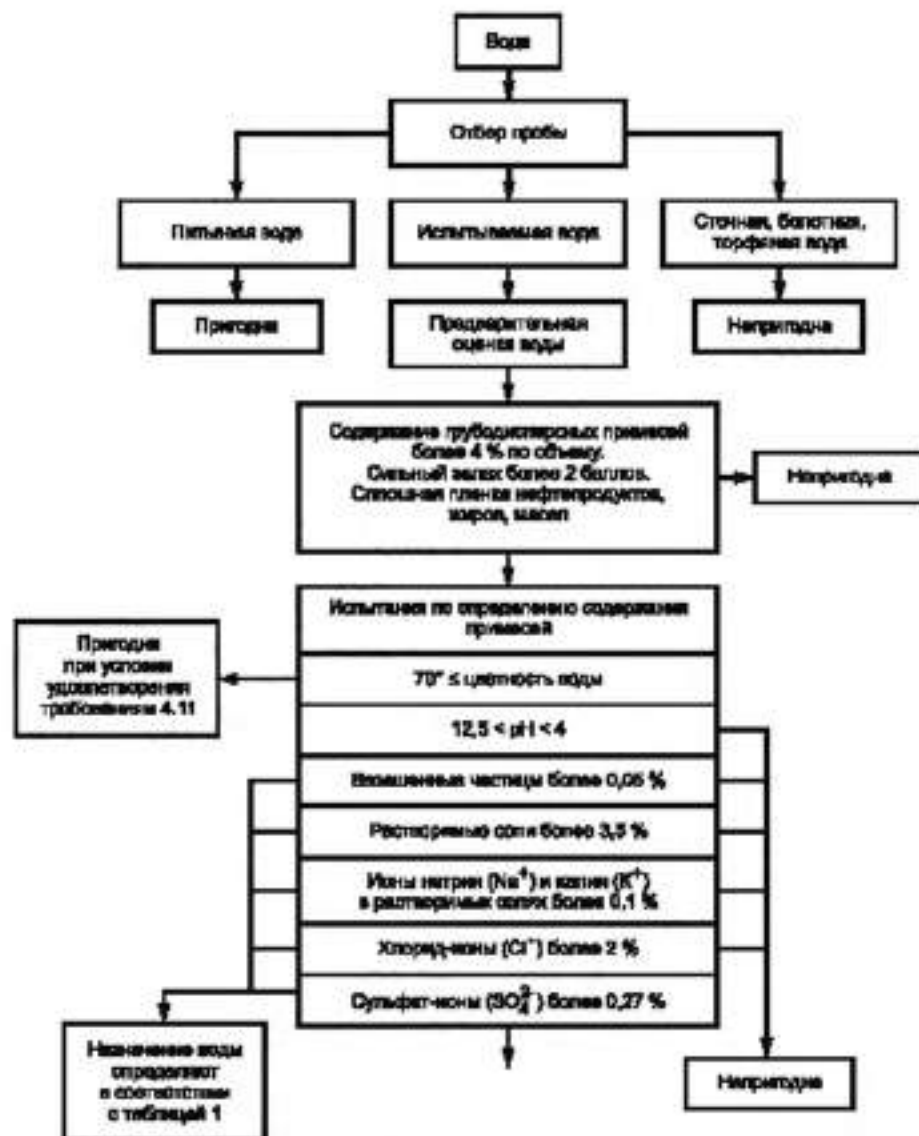 Вода
Отбор пробы
Питьевая вода
Испытываемая вода
Сточная, болотная,
торфяная вода
Пригодна
Предварительная
оценка воды
Непригодна
Содержание грубодисперсных примесей
более 4 % по объему.
Сильный запах более 2 баллов.
Сплошная пленка нефтепродуктов,
жиров, масел
Непригодна
Испытания по определению содержания
примесей
Пригодна
при условии
удовлетворения
требованиям 4.11
70° ≤ цветность воды
12,5 < pH < 4
Взвешенные частицы более 0,05 %
Растворимые соли более 3,5 %
Ионы натрия (Na⁺) и калия (K⁺)
в растворимых солях более 0,1 %
Хлорид-ионы (Cl⁺) более 2 %
Сульфат-ионы (SO₄²⁻) более 0,27 %
Назначение воды
определяют
в соответствии
с таблицей 1
Непригодна